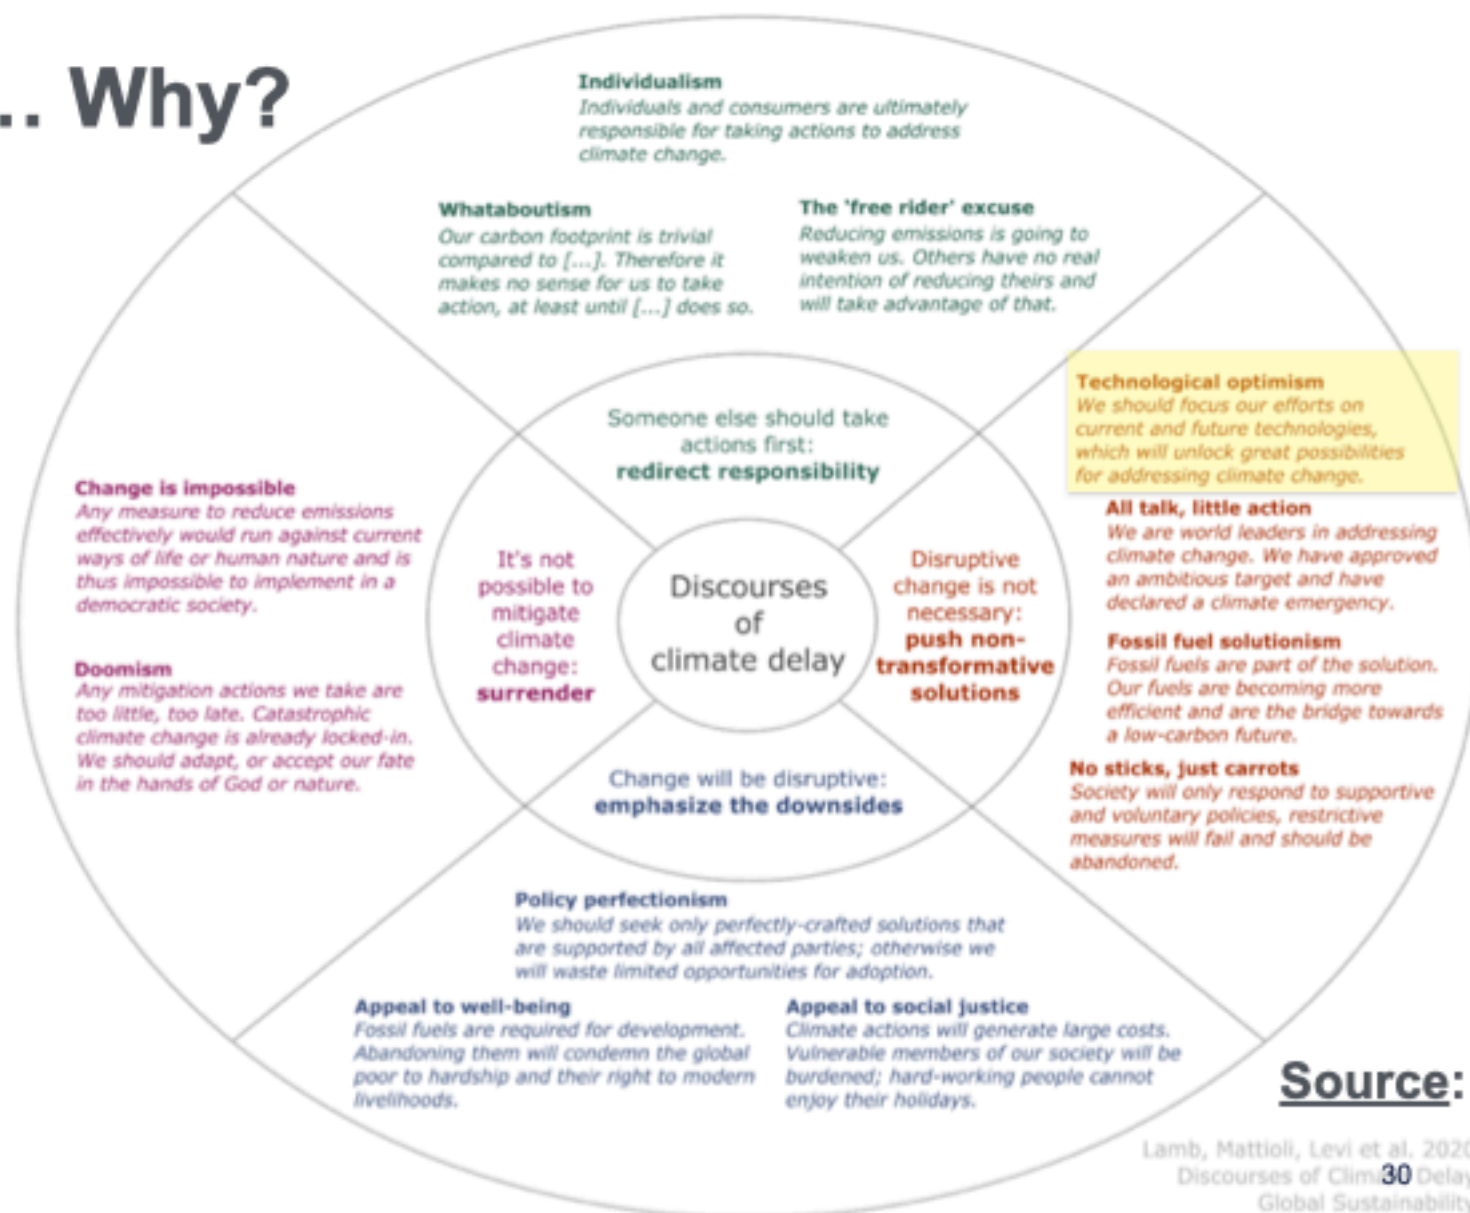 .. Why?
Individualism
Individuals and consumers are ultimately
responsible for taking actions to address
climate change.
Whataboutism
Our carbon footprint is trivial
compared to [...]. Therefore it
makes no sense for us to take
action, at least until [...] does so.
The 'free rider' excuse
Reducing emissions is going to
weaken us. Others have no real
intention of reducing theirs and
will take advantage of that.
Someone else should take
actions first:
redirect responsibility
Technological optimism
We should focus our efforts on
current and future technologies,
which will unlock great possibilities
for addressing climate change.
All talk, little action
We are world leaders in addressing
climate change. We have approved
an ambitious target and have
declared a climate emergency.
Fossil fuel solutionism
Fossil fuels are part of the solution.
Our fuels are becoming more
efficient and are the bridge towards
a low-carbon future.
No sticks, just carrots
Society will only respond to supportive
and voluntary policies, restrictive
measures will fail and should be
abandoned.
Disruptive
change is not
necessary:
push non-
transformative
solutions
Discourses
of
climate delay
It's not
possible to
mitigate
climate
change:
surrender
Change is impossible
Any measure to reduce emissions
effectively would run against current
ways of life or human nature and is
thus impossible to implement in a
democratic society.
Doomism
Any mitigation actions we take are
too little, too late. Catastrophic
climate change is already locked-in.
We should adapt, or accept our fate
in the hands of God or nature.
Change will be disruptive:
emphasize the downsides
Policy perfectionism
We should seek only perfectly-crafted solutions that
are supported by all affected parties; otherwise we
will waste limited opportunities for adoption.
Appeal to well-being
Fossil fuels are required for development.
Abandoning them will condemn the global
poor to hardship and their right to modern
livelihoods.
Appeal to social justice
Climate actions will generate large costs.
Vulnerable members of our society will be
burdened; hard-working people cannot
enjoy their holidays.
Source:
Lamb, Mattioli, Levi et al. 2020
Discourses of Climate Delay
Global Sustainability
30